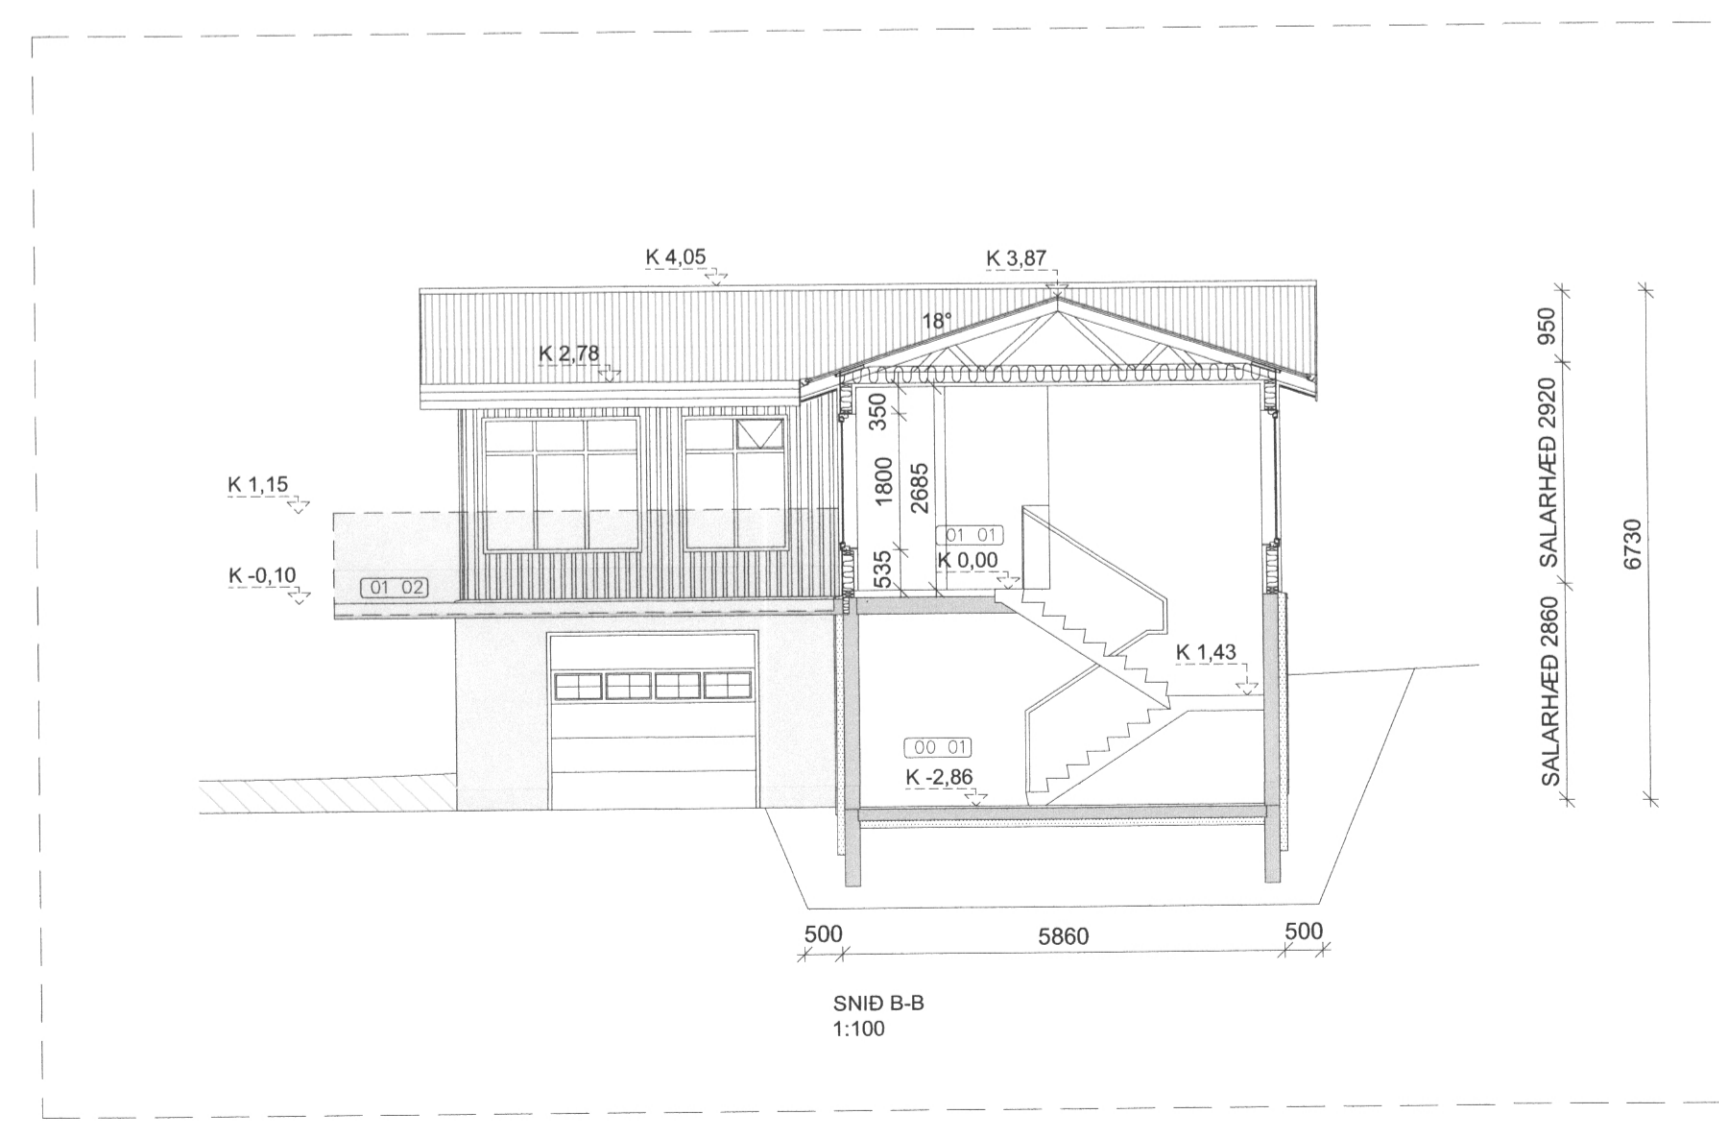 K 4,05
K 3,87
18°
K 2,78
K 1,15
K -0,10
01 02
350
1800
535
2685
01 01
K 0,00
K 1,43
00 01
K -2,86
950
SALARHÆÐ 2920
SALARHÆÐ 2860
6730
500
5860
500
SNIÐ B-B
1:100